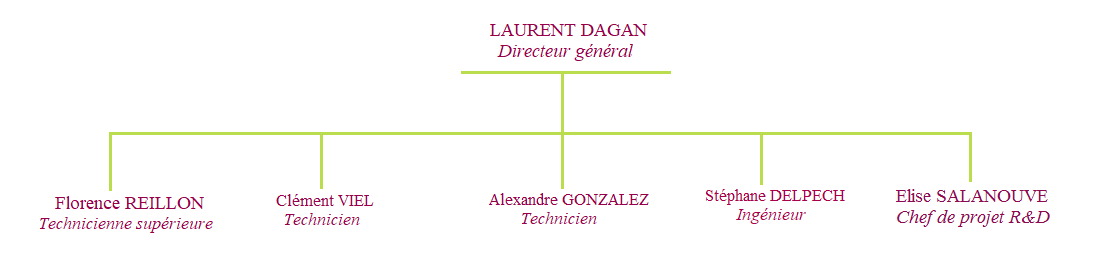 LAURENT DAGAN
Directeur général
Florence REILLON
Technicienne supérieure
Clément VIEL
Technicien
Alexandre GONZALEZ
Technicien
Stéphane DELPECH
Ingénieur
Elise SALANOUVE
Chef de projet R&D